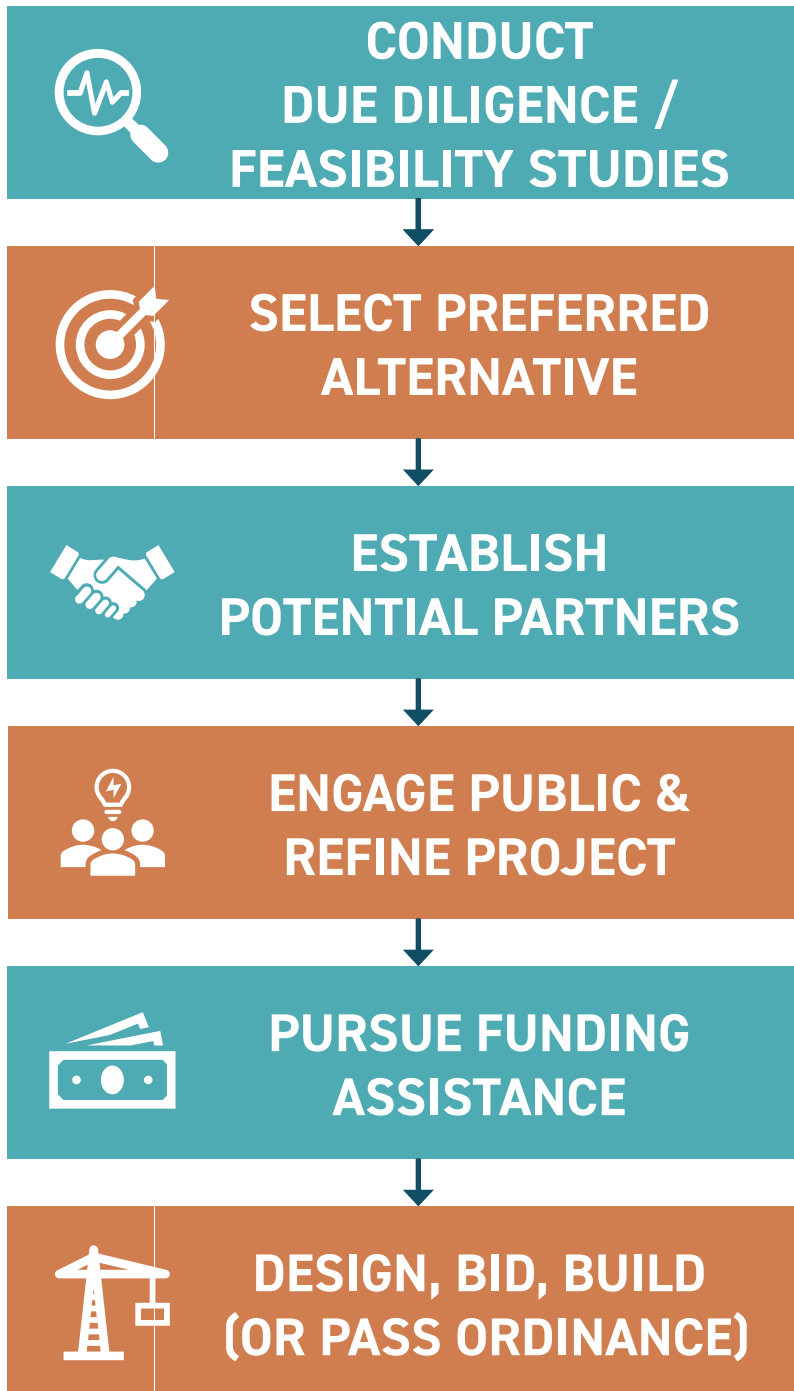 CONDUCT
DUE DILIGENCE /
FEASIBILITY STUDIES
SELECT PREFERRED
ALTERNATIVE
ESTABLISH
POTENTIAL PARTNERS
ENGAGE PUBLIC &
REFINE PROJECT
PURSUE FUNDING
ASSISTANCE
DESIGN, BID, BUILD
(OR PASS ORDINANCE)